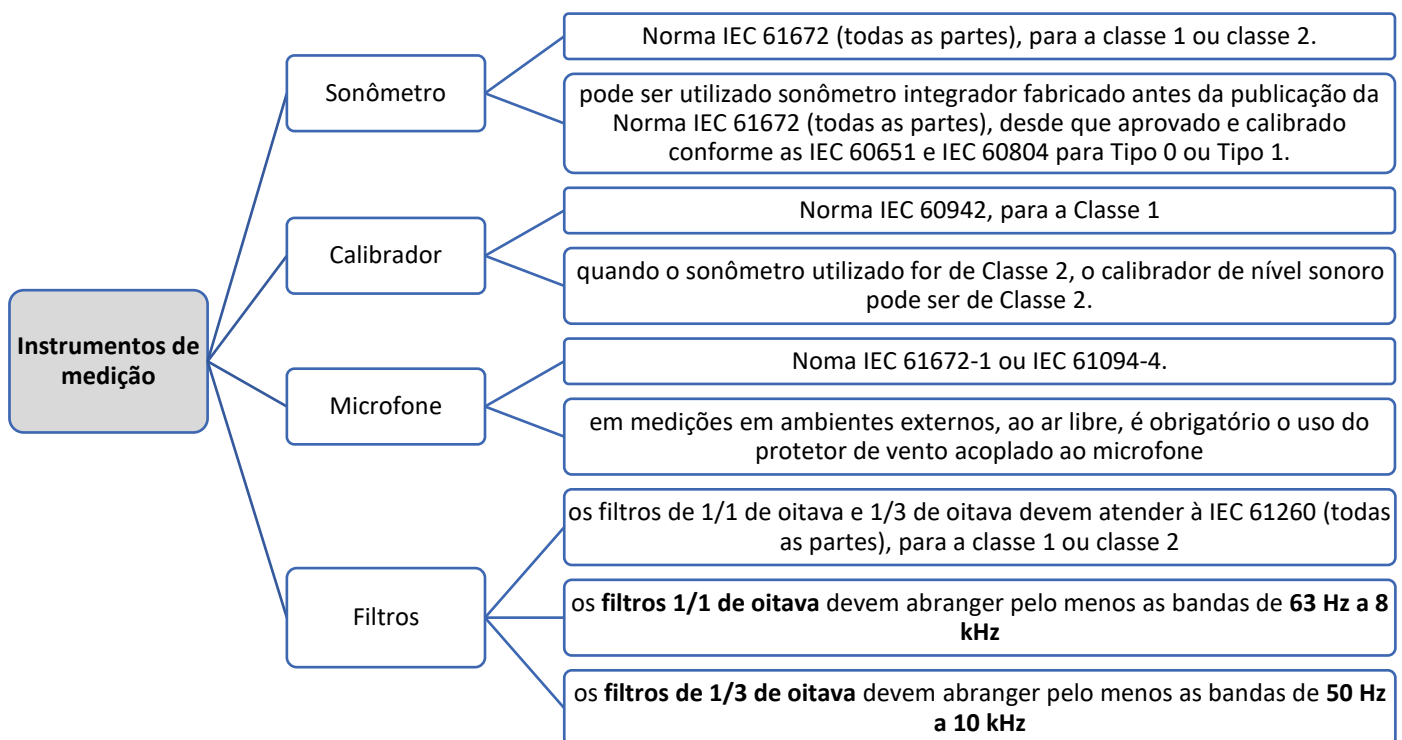 Norma IEC 61672 (todas as partes), para a classe 1 ou classe 2.
Sonômetro
pode ser utilizado sonômetro integrador fabricado antes da publicação da
Norma IEC 61672 (todas as partes), desde que aprovado e calibrado
conforme as IEC 60651 e IEC 60804 para Tipo 0 ou Tipo 1.
Norma IEC 60942, para a Classe 1
Calibrador
quando o sonômetro utilizado for de Classe 2, o calibrador de nível sonoro
pode ser de Classe 2.
Instrumentos de
medição
Noma IEC 61672-1 ou IEC 61094-4.
Microfone
em medições em ambientes externos, ao ar libre, é obrigatório o uso do
protetor de vento acoplado ao microfone
os filtros de 1/1 de oitava e 1/3 de oitava devem atender à IEC 61260 (todas
as partes), para a classe 1 ou classe 2
Filtros
os filtros 1/1 de oitava devem abranger pelo menos as bandas de 63 Hz a 8
kHz
os filtros de 1/3 de oitava devem abranger pelo menos as bandas de 50 Hz
a 10 kHz